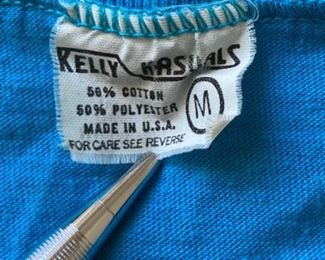 KELLY KASUALS
50% COTTON
50% POLYESTER
MADE IN U.S.A.
M
FOR CARE SEE REVERSE